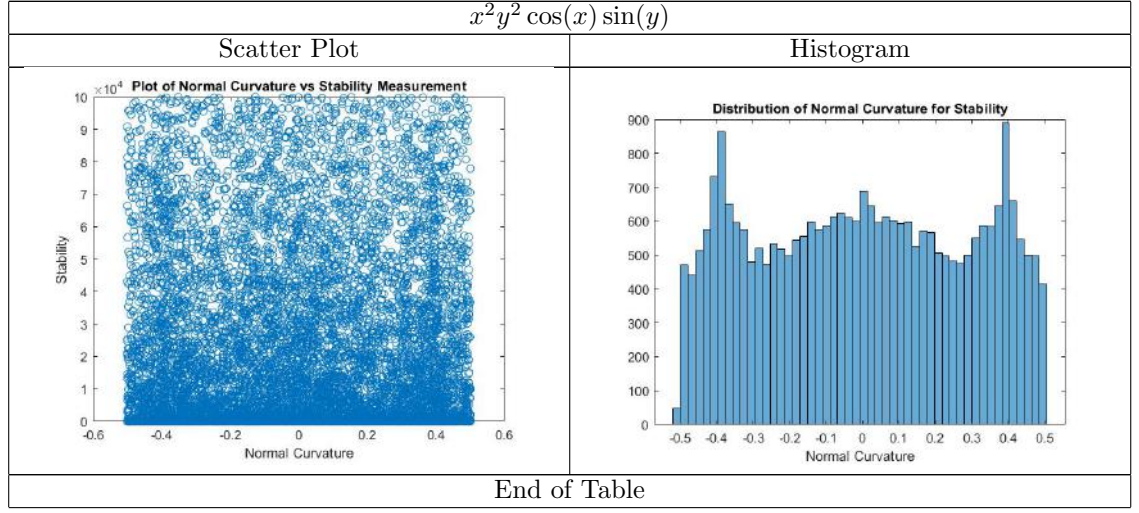 x²y² cos(x) sin(y)
Scatter Plot
Histogram
×10⁴ Plot of Normal Curvature vs Stability Measurement
10
9
8
7
6
5
4
3
2
1
0
Stability
-0.6 -0.4 -0.2 0 0.2 0.4 0.6
Normal Curvature
Distribution of Normal Curvature for Stability
900
800
700
600
500
400
300
200
100
0
-0.5 -0.4 -0.3 -0.2 -0.1 0 0.1 0.2 0.3 0.4 0.5
Normal Curvature
End of Table